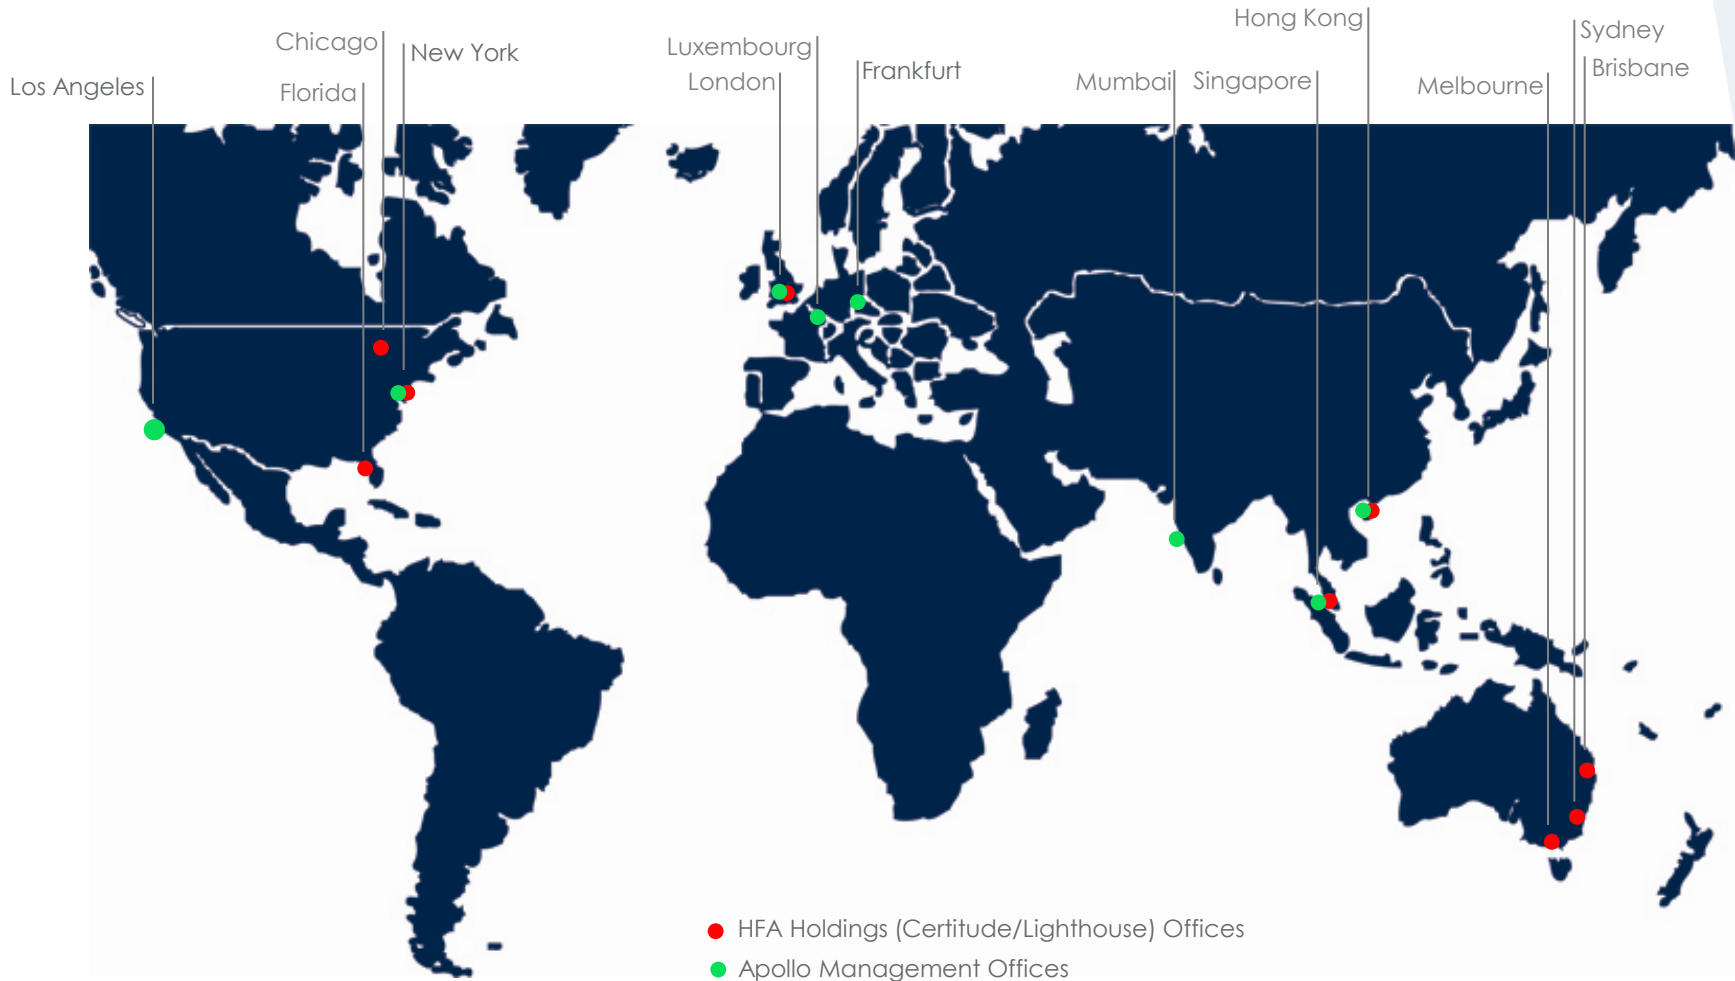 Hong Kong
Sydney
Chicago
Luxembourg
New York
Brisbane
Frankfurt
London
Mumbai
Singapore
Melbourne
Los Angeles
Florida
HFA Holdings (Certitude/Lighthouse) Offices
Apollo Management Offices